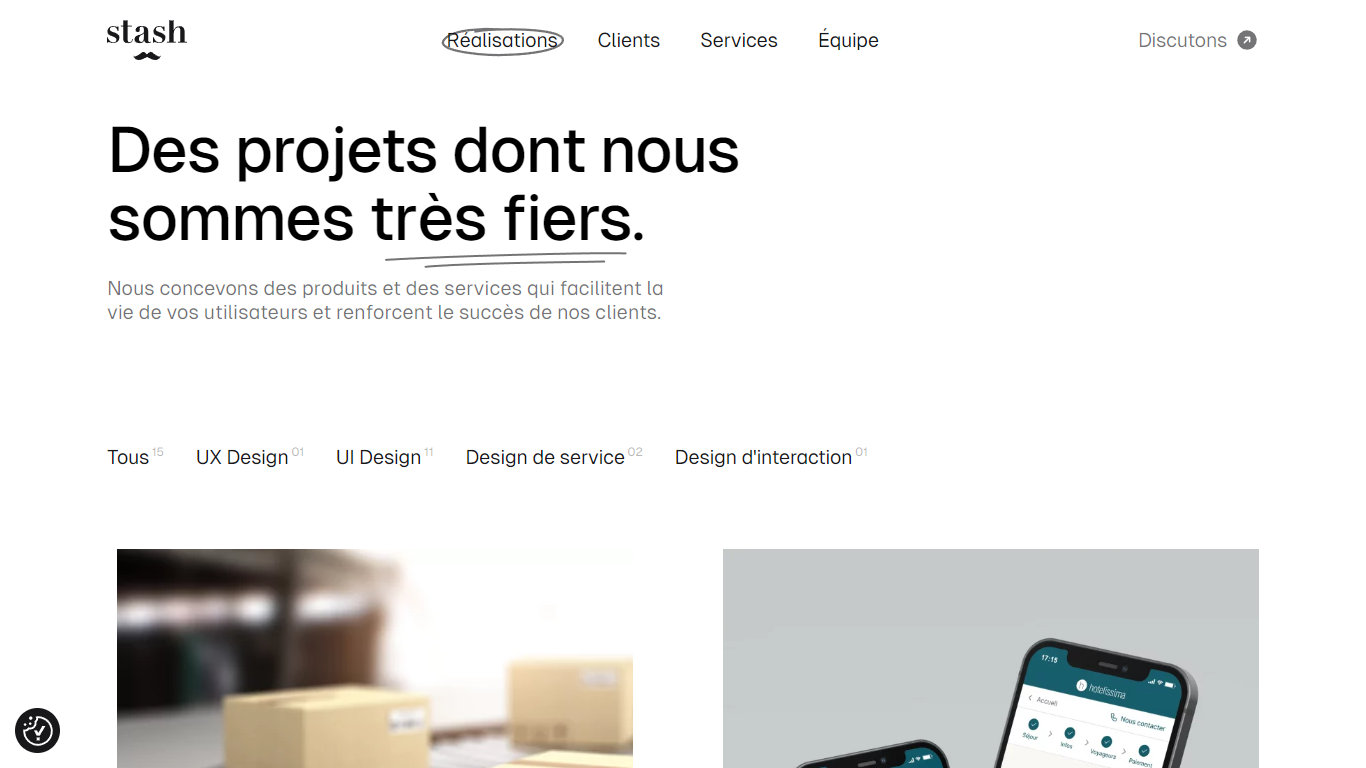 stash
Réalisations
Clients
Services
Équipe
Discutons
Des projets dont nous
sommes très fiers.
Nous concevons des produits et des services qui facilitent la
vie de vos utilisateurs et renforcent le succès de nos clients.
Tous 15
UX Design 01
UI Design 11
Design de service 02
Design d'interaction 01
17:15
hotelissima
Accueil
Nous contacter
Séjour
Infos
Voyageurs
Paiement